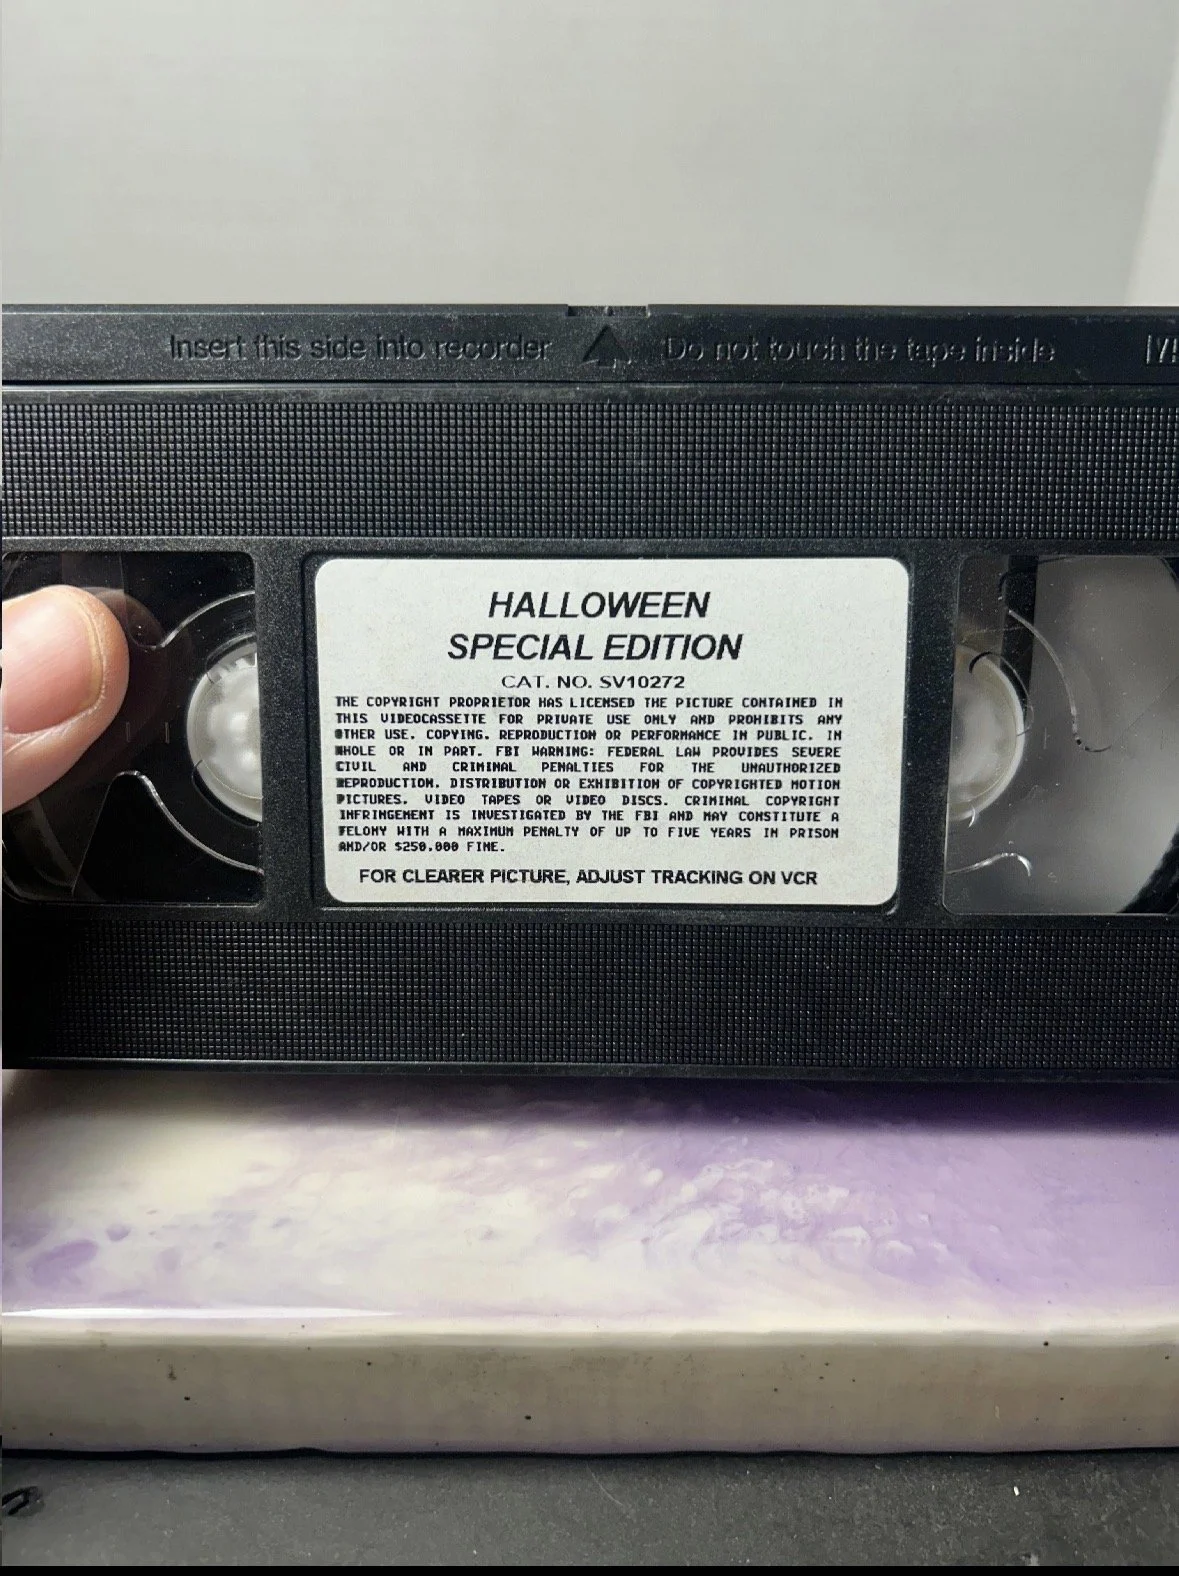 Insert this side into recorder Do not touch the tape inside
HALLOWEEN
SPECIAL EDITION
CAT. NO. SV10272
THE COPYRIGHT PROPRIETOR HAS LICENSED THE PICTURE CONTAINED IN
THIS VIDEOCASSETTE FOR PRIVATE USE ONLY AND PROHIBITS ANY
OTHER USE. COPYING. REPRODUCTION OR PERFORMANCE IN PUBLIC. IN
WHOLE OR IN PART. FBI WARNING: FEDERAL LAW PROVIDES SEVERE
CIVIL AND CRIMINAL PENALTIES FOR THE UNAUTHORIZED
REPRODUCTION. DISTRIBUTION OR EXHIBITION OF COPYRIGHTED MOTION
PICTURES. VIDEO TAPES OR VIDEO DISCS. CRIMINAL COPYRIGHT
INFRINGEMENT IS INVESTIGATED BY THE FBI AND MAY CONSTITUTE A
FELONY WITH A MAXIMUM PENALTY OF UP TO FIVE YEARS IN PRISON
AND/OR $250.000 FINE.
FOR CLEARER PICTURE, ADJUST TRACKING ON VCR